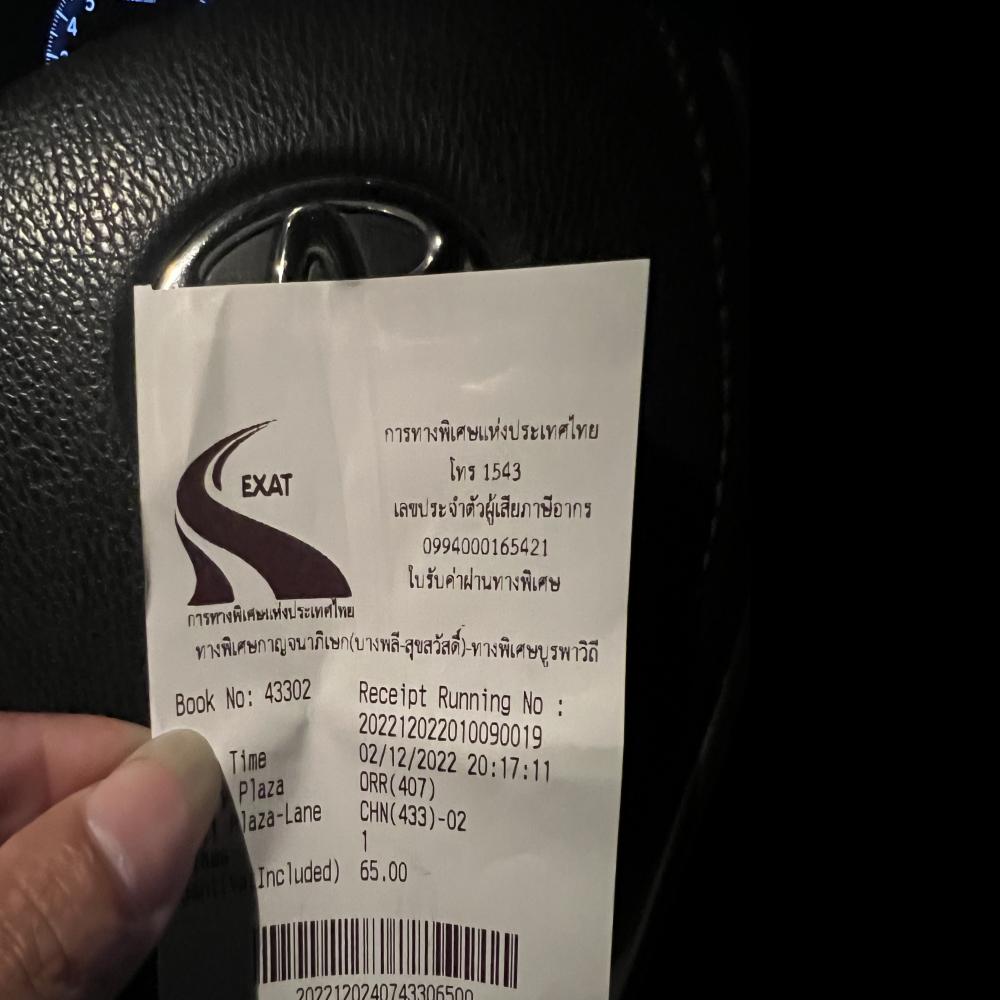 5
4
EXAT
การทางพิเศษแห่งประเทศไทย
การทางพิเศษแห่งประเทศไทย
โทร 1543
เลขประจำตัวผู้เสียภาษีอากร
0994000165421
ใบรับค่าผ่านทางพิเศษ
ทางพิเศษกาญจนาภิเษก(บางพลี-สุขสวัสดิ์)-ทางพิเศษบูรพาวิถี
Book No: 43302
Receipt Running No :
202212022010090019
Time 02/12/2022 20:17:11
Plaza ORR(407)
laza-Lane CHN(433)-02
1
Included) 65.00
2022120240743306500